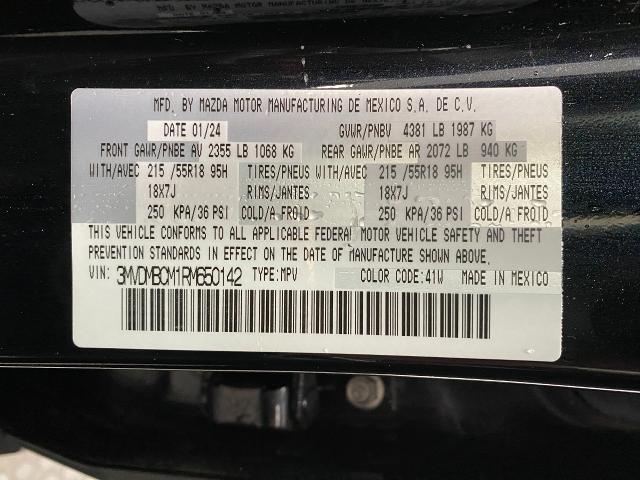 MFD. BY MAZDA MOTOR MANUFACTURING DE MEXICO S.A. DE C.V.
DATE 01/24 GVWR/PNBV 4381 LB 1987 KG
FRONT GAWR/PNBE AV 2355 LB 1068 KG REAR GAWR/PNBE AR 2072 LB 940 KG
WITH/AVEC 215 /55R18 95H TIRES/PNEUS WITH/AVEC 215 /55R18 95H TIRES/PNEUS
18X7J RIMS/JANTES 18X7J RIMS/JANTES
250 KPA/36 PSI COLD/A FROID 250 KPA/36 PSI COLD/A FROID
THIS VEHICLE CONFORMS TO ALL APPLICABLE FEDERAL MOTOR VEHICLE SAFETY AND THEFT
PREVENTION STANDARDS IN EFFECT ON THE DATE OF MANUFACTURE SHOWN ABOVE.
VIN: 3MVDMBCM1RM650142 TYPE: MPV COLOR CODE: 41W MADE IN MEXICO